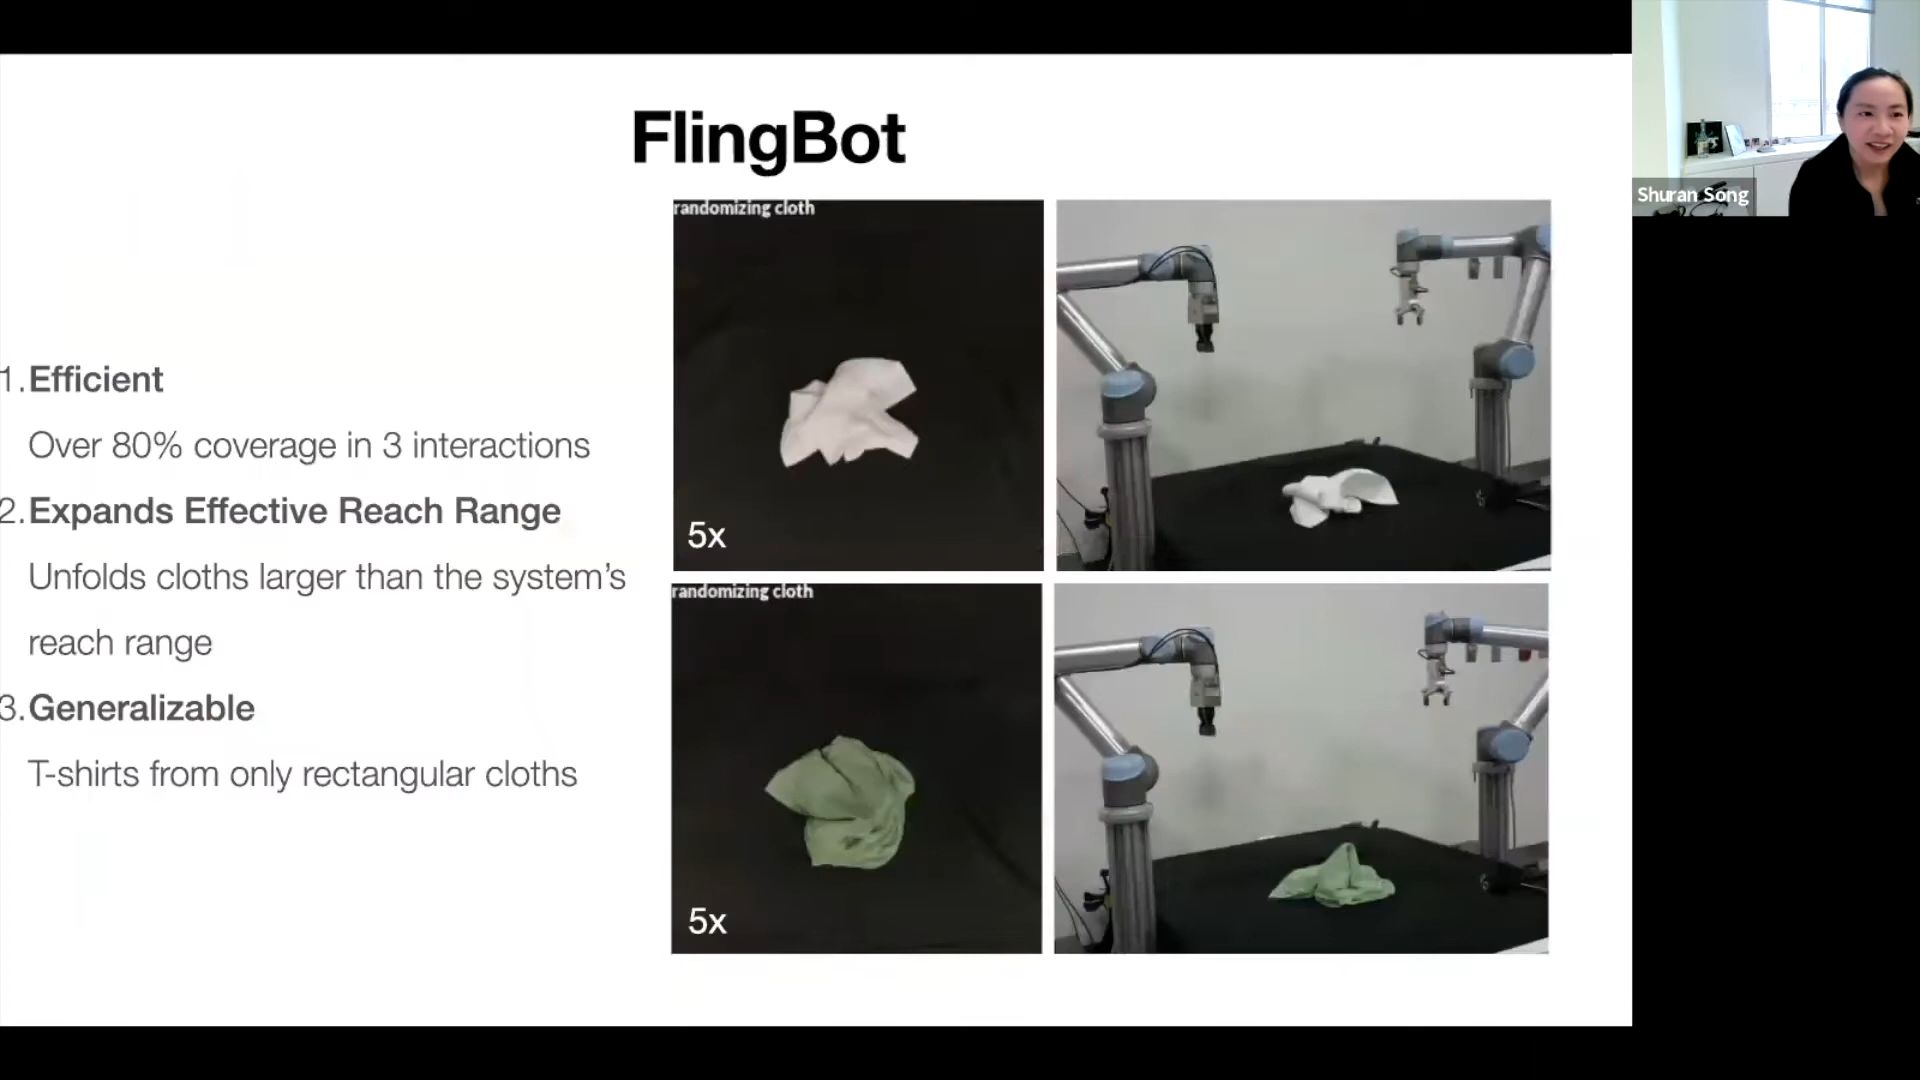 FlingBot
1. Efficient
Over 80% coverage in 3 interactions
2. Expands Effective Reach Range
Unfolds cloths larger than the system's
reach range
3. Generalizable
T-shirts from only rectangular cloths
randomizing cloth
5x
randomizing cloth
5x
Shuran Song